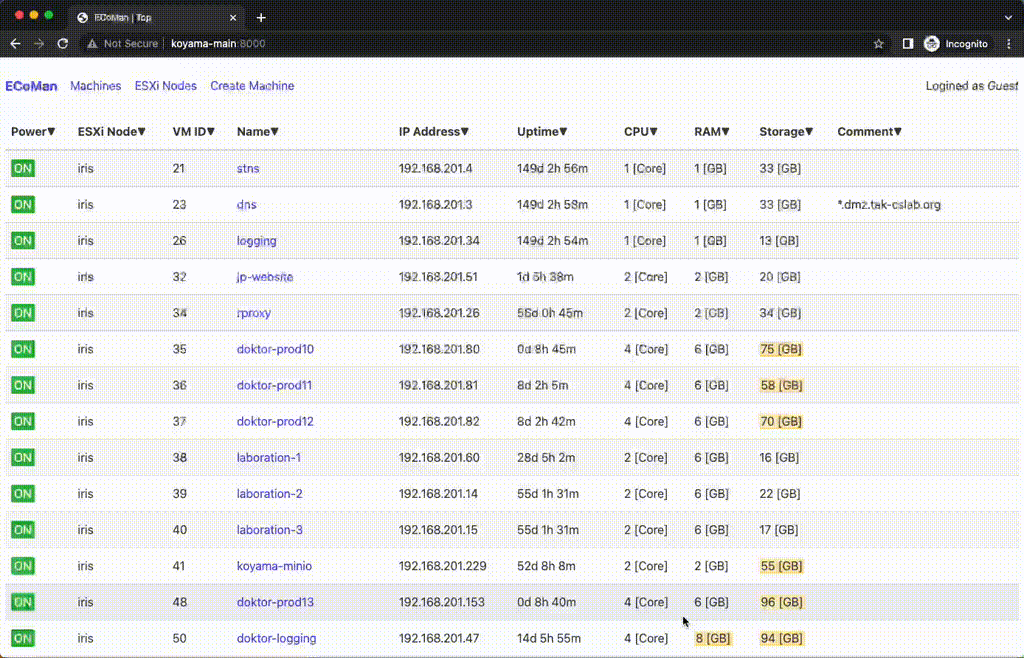 ECoMan | Top
Not Secure koyama-main:8000 Incognito
ECoMan Machines ESXi Nodes Create Machine Logined as Guest
Power▼ ESXi Node▼ VM ID▼ Name▼ IP Address▼ Uptime▼ CPU▼ RAM▼ Storage▼ Comment▼
ON iris 21 stns 192.168.201.4 149d 2h 56m 1 [Core] 1 [GB] 33 [GB]
ON iris 23 dns 192.168.201.3 149d 2h 58m 1 [Core] 1 [GB] 33 [GB] *.dmz.tak-cslab.org
ON iris 26 logging 192.168.201.34 149d 2h 54m 1 [Core] 1 [GB] 13 [GB]
ON iris 32 jp-website 192.168.201.51 1d 5h 38m 2 [Core] 2 [GB] 20 [GB]
ON iris 34 rproxy 192.168.201.26 56d 0h 45m 2 [Core] 2 [GB] 34 [GB]
ON iris 35 doktor-prod10 192.168.201.80 0d 8h 45m 4 [Core] 6 [GB] 75 [GB]
ON iris 36 doktor-prod11 192.168.201.81 8d 2h 5m 4 [Core] 6 [GB] 58 [GB]
ON iris 37 doktor-prod12 192.168.201.82 8d 2h 42m 4 [Core] 6 [GB] 70 [GB]
ON iris 38 laboration-1 192.168.201.60 28d 5h 2m 2 [Core] 6 [GB] 16 [GB]
ON iris 39 laboration-2 192.168.201.14 55d 1h 31m 2 [Core] 6 [GB] 22 [GB]
ON iris 40 laboration-3 192.168.201.15 55d 1h 31m 2 [Core] 6 [GB] 17 [GB]
ON iris 41 koyama-minio 192.168.201.229 52d 8h 8m 2 [Core] 2 [GB] 55 [GB]
ON iris 48 doktor-prod13 192.168.201.153 0d 8h 40m 4 [Core] 6 [GB] 96 [GB]
ON iris 50 doktor-logging 192.168.201.47 14d 5h 55m 4 [Core] 8 [GB] 94 [GB]